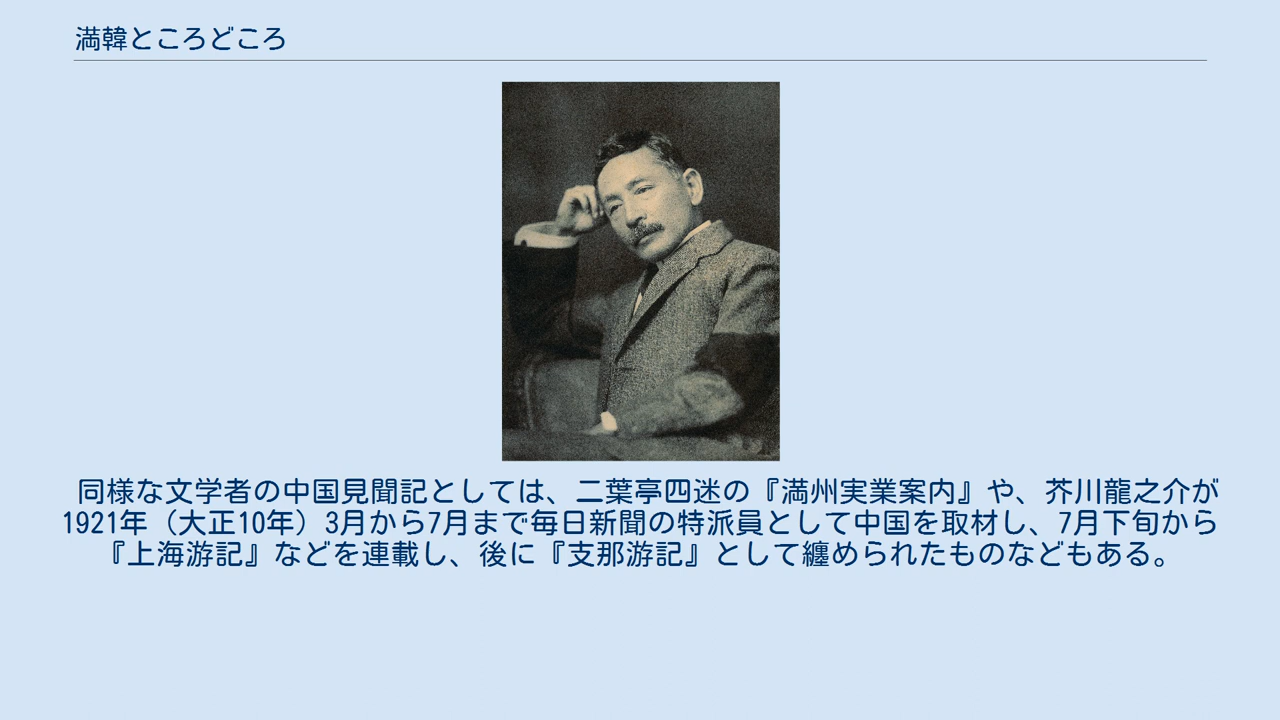 満韓ところどころ
同様な文学者の中国見聞記としては、二葉亭四迷の『満州実業案内』や、芥川龍之介が
1921年（大正10年）3月から7月まで毎日新聞の特派員として中国を取材し、7月下旬から
『上海游記』などを連載し、後に『支那游記』として纏められたものなどもある。